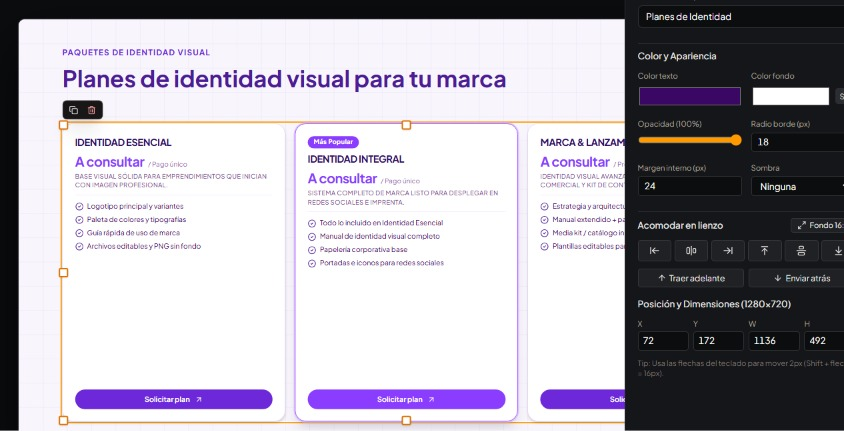 PAQUETES DE IDENTIDAD VISUAL
Planes de identidad visual para tu marca
IDENTIDAD ESENCIAL
A consultar / Pago único
BASE VISUAL SOLIDA PARA EMPRENDIMIENTOS QUE INICIAN
CON IMAGEN PROFESIONAL.
Logotipo principal y variantes
Paleta de colores y tipografías
Guía rápida de uso de marca
Archivos editables y PNG sin fondo
Solicitar plan
Más Popular
IDENTIDAD INTEGRAL
A consultar / Pago único
SISTEMA COMPLETO DE MARCA LISTO PARA DESPLEGAR EN
REDES SOCIALES E IMPRENTA.
Todo lo incluido en Identidad Esencial
Manual de identidad visual completo
Papelería corporativa base
Portadas e iconos para redes sociales
Solicitar plan
MARCA & LANZAM
A consultar / P
IDENTIDAD VISUAL AVANZA
COMERCIAL Y KIT DE CON
Estrategia y arquitectu
Manual extendido + pa
Media kit / catálogo in
Plantillas editables par
Soli
Planes de Identidad
Color y Apariencia
Color texto
Color fondo
S
Opacidad (100%)
Radio borde (px)
18
Margen interno (px)
Sombra
24
Ninguna
Acomodar en lienzo
Fondo 16:
Traer adelante
Enviar atrás
Posición y Dimensiones (1280×720)
X
Y
W
H
72
172
1136
492
Tip: Usa las flechas del teclado para mover 2px (Shift + flec
= 16px).